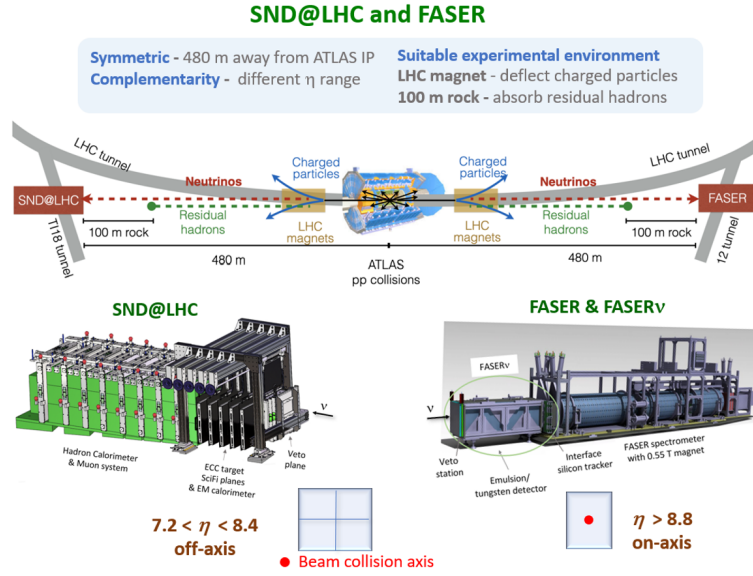 SND@LHC and FASER
Symmetric - 480 m away from ATLAS IP
Complementarity - different η range
Suitable experimental environment
LHC magnet - deflect charged particles
100 m rock - absorb residual hadrons
LHC tunnel
Charged
particles
Charged
particles
LHC tunnel
SND@LHC
Neutrinos
Neutrinos
FASER
100 m rock
Residual
hadrons
LHC
magnets
LHC
magnets
Residual
hadrons
100 m rock
TI18 tunnel
480 m
ATLAS
pp collisions
480 m
12 tunnel
SND@LHC
ν
Hadron Calorimeter
& Muon system
ECC target
SciFi planes
& EM calorimeter
Veto
plane
7.2 < η < 8.4
off-axis
Beam collision axis
FASER & FASERν
FASERν
ν
Veto
station
Emulsion/
tungsten detector
Interface
silicon tracker
FASER spectrometer
with 0.55 T magnet
η > 8.8
on-axis